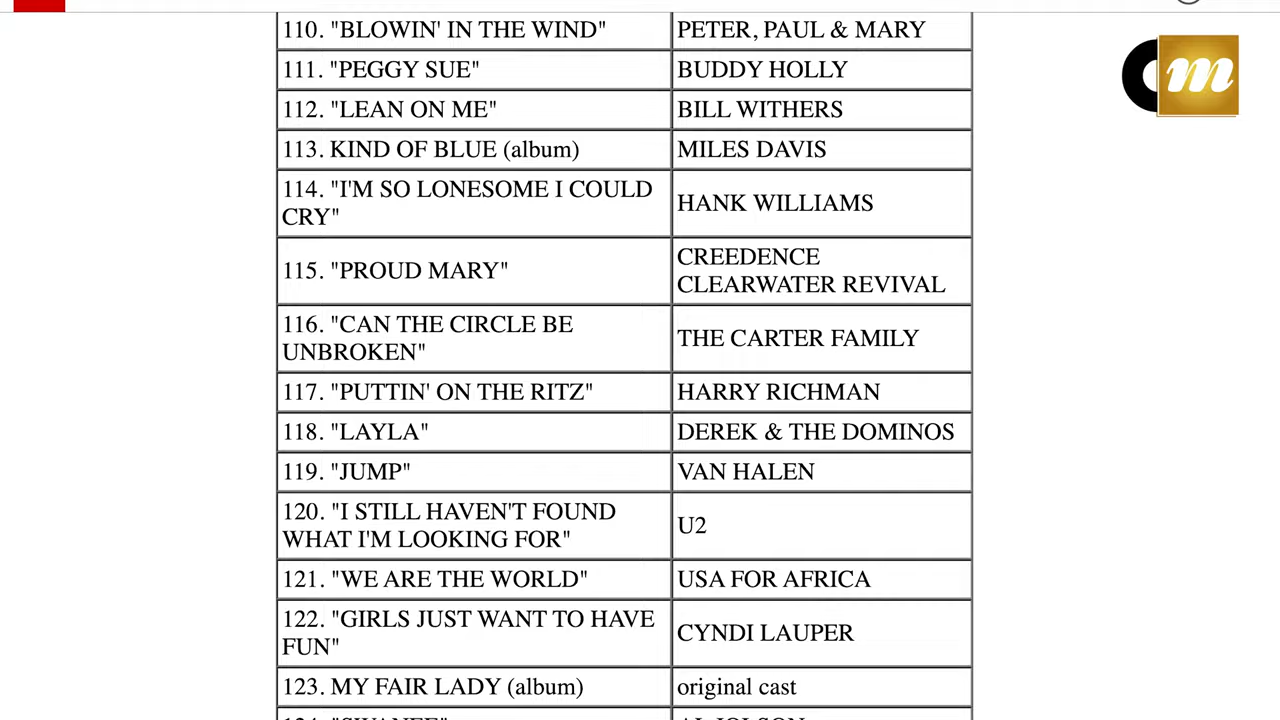 110. "BLOWIN' IN THE WIND" PETER, PAUL & MARY
111. "PEGGY SUE" BUDDY HOLLY
112. "LEAN ON ME" BILL WITHERS
113. KIND OF BLUE (album) MILES DAVIS
114. "I'M SO LONESOME I COULD
CRY"
HANK WILLIAMS
115. "PROUD MARY"
CREEDENCE
CLEARWATER REVIVAL
116. "CAN THE CIRCLE BE
UNBROKEN"
THE CARTER FAMILY
117. "PUTTIN' ON THE RITZ" HARRY RICHMAN
118. "LAYLA" DEREK & THE DOMINOS
119. "JUMP" VAN HALEN
120. "I STILL HAVEN'T FOUND
WHAT I'M LOOKING FOR"
U2
121. "WE ARE THE WORLD" USA FOR AFRICA
122. "GIRLS JUST WANT TO HAVE
FUN"
CYNDI LAUPER
123. MY FAIR LADY (album) original cast
m